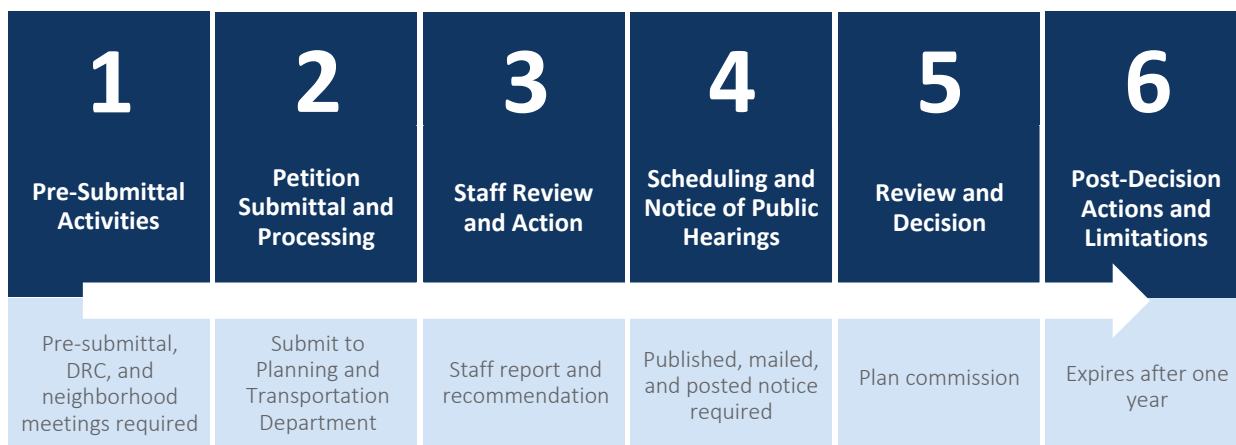 1
Pre-Submittal
Activities
Pre-submittal,
DRC, and
neighborhood
meetings required
2
Petition
Submittal and
Processing
Submit to
Planning and
Transportation
Department
3
Staff Review
and Action
Staff report and
recommendation
4
Scheduling and
Notice of Public
Hearings
Published, mailed,
and posted notice
required
5
Review and
Decision
Plan commission
6
Post-Decision
Actions and
Limitations
Expires after one
year